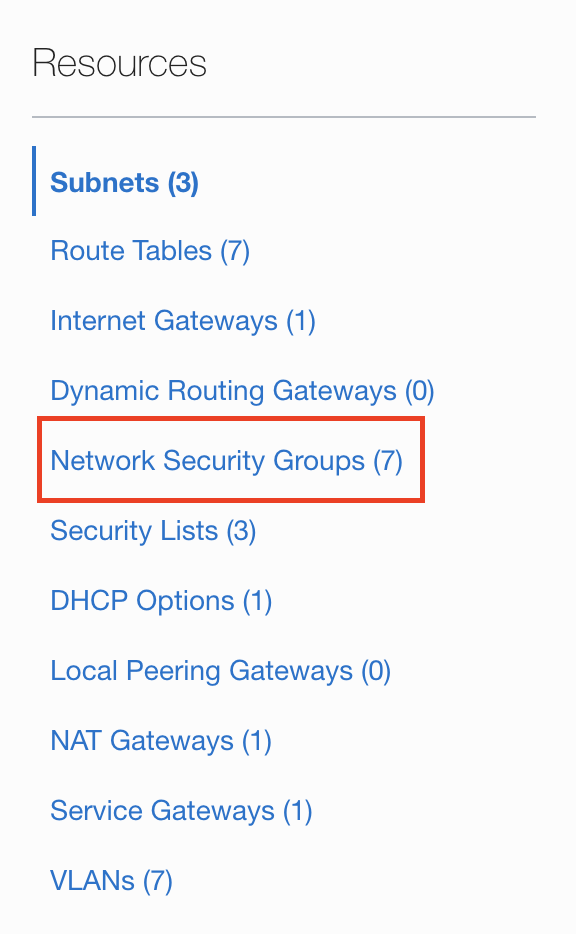 Resources
Subnets (3)
Route Tables (7)
Internet Gateways (1)
Dynamic Routing Gateways (0)
Network Security Groups (7)
Security Lists (3)
DHCP Options (1)
Local Peering Gateways (0)
NAT Gateways (1)
Service Gateways (1)
VLANs (7)